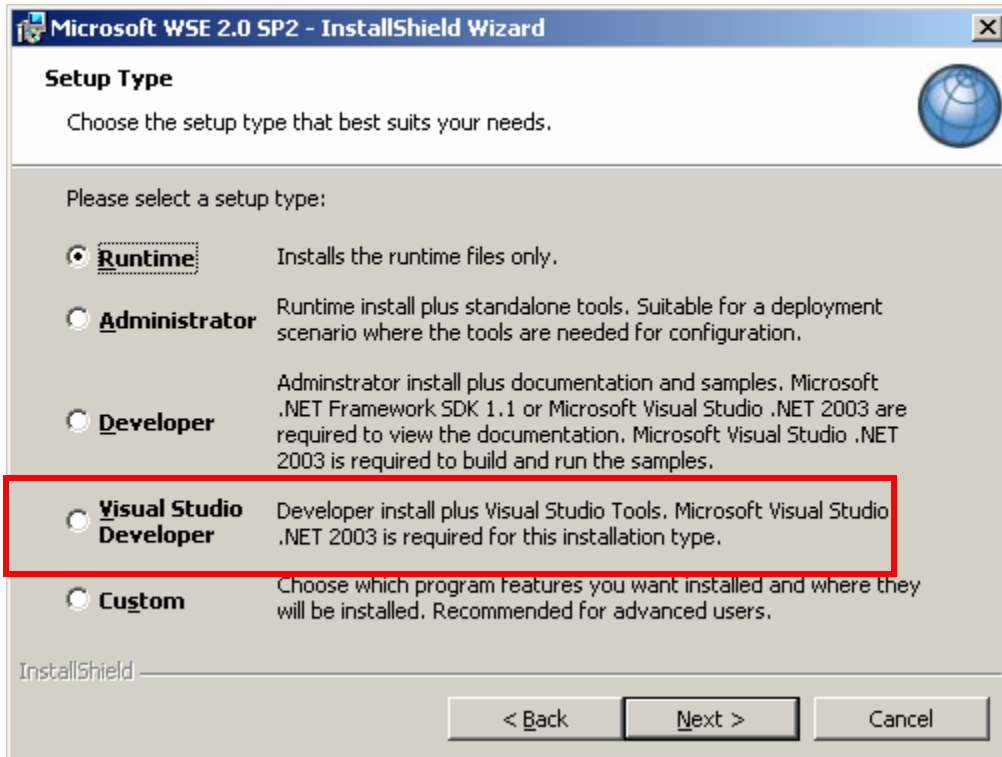 Microsoft WSE 2.0 SP2 - InstallShield Wizard
Setup Type
Choose the setup type that best suits your needs.
Please select a setup type:
Runtime Installs the runtime files only.
Administrator Runtime install plus standalone tools. Suitable for a deployment
scenario where the tools are needed for configuration.
Developer Adminstrator install plus documentation and samples. Microsoft
.NET Framework SDK 1.1 or Microsoft Visual Studio .NET 2003 are
required to view the documentation. Microsoft Visual Studio .NET
2003 is required to build and run the samples.
Visual Studio Developer install plus Visual Studio Tools. Microsoft Visual Studio
Developer .NET 2003 is required for this installation type.
Custom Choose which program features you want installed and where they
will be installed. Recommended for advanced users.
InstallShield
< Back Next > Cancel